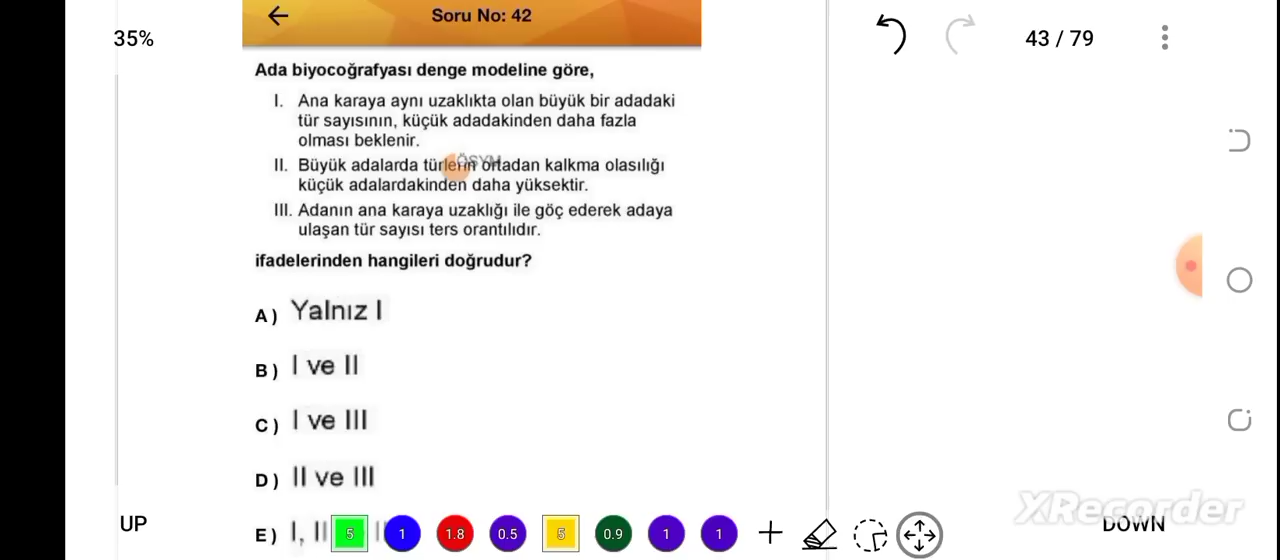 Soru No: 42
35%
43 / 79
Ada biyocoğrafyası denge modeline göre,
I. Ana karaya aynı uzaklıkta olan büyük bir adadaki
tür sayısının, küçük adadakinden daha fazla
olması beklenir.
ÖSYM
II. Büyük adalarda türlerin ortadan kalkma olasılığı
küçük adalardakinden daha yüksektir.
III. Adanın ana karaya uzaklığı ile göç ederek adaya
ulaşan tür sayısı ters orantılıdır.
ifadelerinden hangileri doğrudur?
A) Yalnız I
B) I ve II
C) I ve III
D) II ve III
E) I, II
UP
5 1 1.8 0.5 5 0.9 1 1
XRecorder
DOWN